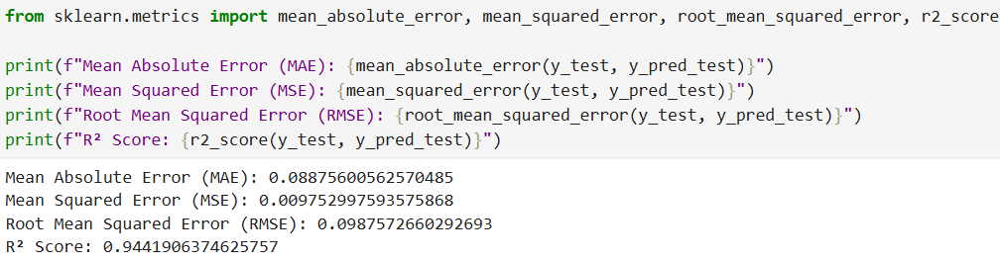 from sklearn.metrics import mean_absolute_error, mean_squared_error, root_mean_squared_error, r2_score
print(f"Mean Absolute Error (MAE): {mean_absolute_error(y_test, y_pred_test)}")
print(f"Mean Squared Error (MSE): {mean_squared_error(y_test, y_pred_test)}")
print(f"Root Mean Squared Error (RMSE): {root_mean_squared_error(y_test, y_pred_test)}")
print(f"R² Score: {r2_score(y_test, y_pred_test)}")
Mean Absolute Error (MAE): 0.08875600562570485
Mean Squared Error (MSE): 0.009752997593575868
Root Mean Squared Error (RMSE): 0.0987572660292693
R² Score: 0.9441906374625757